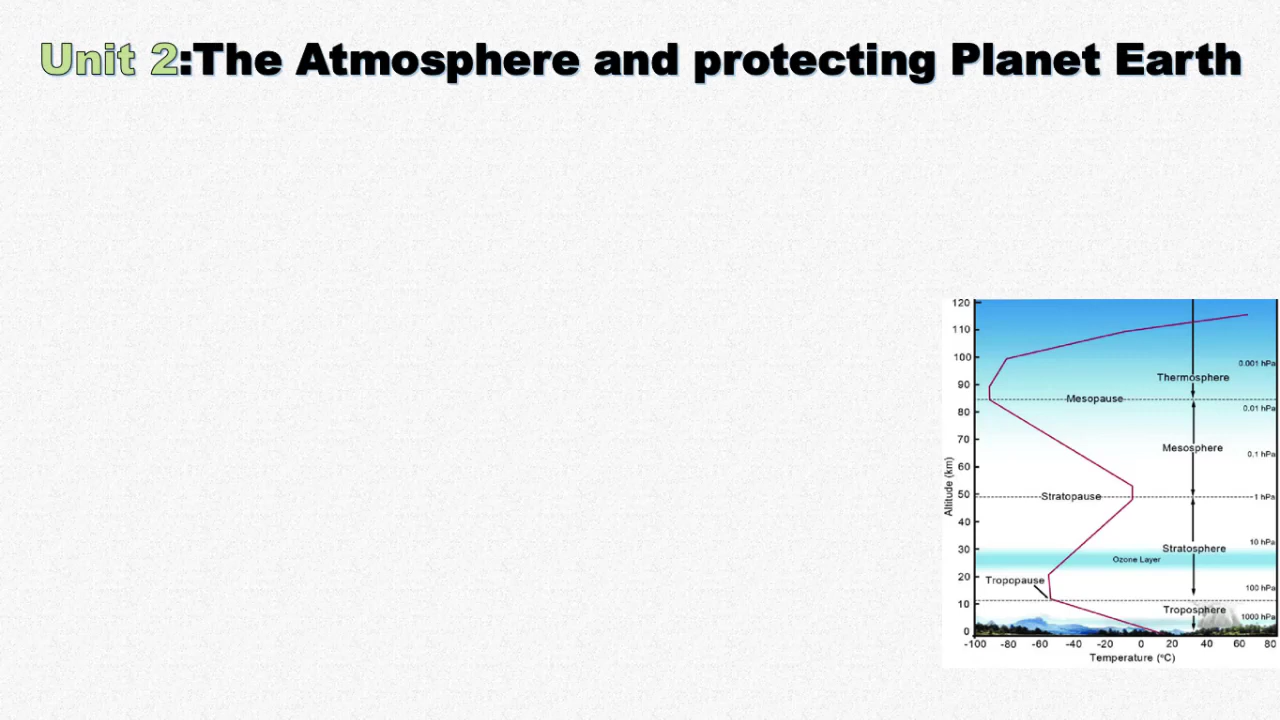 Unit 2:The Atmosphere and protecting Planet Earth
120
110
100
0.001 hPa
Thermosphere
90
Mesopause
0.01 hPa
80
70
Mesosphere
0.1 hPa
60
Altitude (km)
50
Stratopause
1 hPa
40
10 hPa
30
Stratosphere
Ozone Layer
20
Tropopause
100 hPa
10
Troposphere
1000 hPa
0
-100 -80 -60 -40 -20 0 20 40 60 80
Temperature (°C)